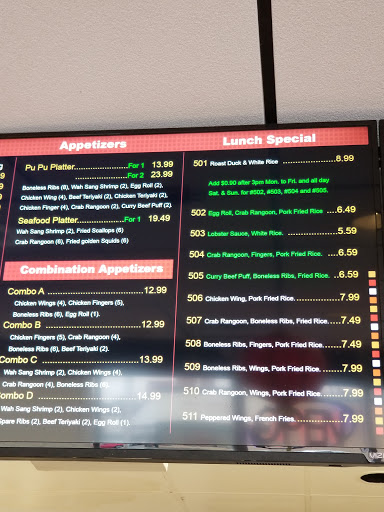 Appetizers
Pu Pu Platter..................For 1 13.99
..................For 2 23.99
Boneless Ribs (8), Wah Sang Shrimp (2), Egg Roll (2),
Chicken Wing (4), Beef Teriyaki (2), Chicken Teriyaki (2),
Chicken Finger (4), Crab Rangoon (2), Curry Beef Puff (2).
Seafood Platter................For 1 19.49
Wah Sang Shrimp (2), Fried Scallops (6)
Crab Rangoon (6), Fried golden Squids (6)
Combination Appetizers
Combo A ..........................12.99
Chicken Wings (4), Chicken Fingers (5),
Boneless Ribs (6), Egg Roll (1).
Combo B ..........................12.99
Chicken Fingers (5), Crab Rangoon (4),
Boneless Ribs (6), Beef Teriyaki (2).
Combo C ..........................13.99
Wah Sang Shrimp (2), Chicken Wings (4),
Crab Rangoon (4), Boneless Ribs (6).
Combo D ..........................14.99
Wah Sang Shrimp (2), Chicken Wings (2),
Spare Ribs (2), Beef Teriyaki (2), Egg Roll (1).
Lunch Special
501 Roast Duck & White Rice ..................8.99
Add $0.90 after 3pm Mon. to Fri. and all day
Sat. & Sun. for #502, #503, #504 and #505.
502 Egg Roll, Crab Rangoon, Pork Fried Rice ....6.49
503 Lobster Sauce, White Rice. ................5.59
504 Crab Rangoon, Fingers, Pork Fried Rice. ....6.59
505 Curry Beef Puff, Boneless Ribs, Fried Rice. ..6.59
506 Chicken Wing, Pork Fried Rice...............7.99
507 Crab Rangoon, Boneless Ribs, Fried Rice......7.49
508 Boneless Ribs, Fingers, Pork Fried Rice......7.49
509 Boneless Ribs, Wings, Pork Fried Rice. ......7.99
510 Crab Rangoon, Wings, Pork Fried Rice. ......7.99
511 Peppered Wings, French Fries................7.99